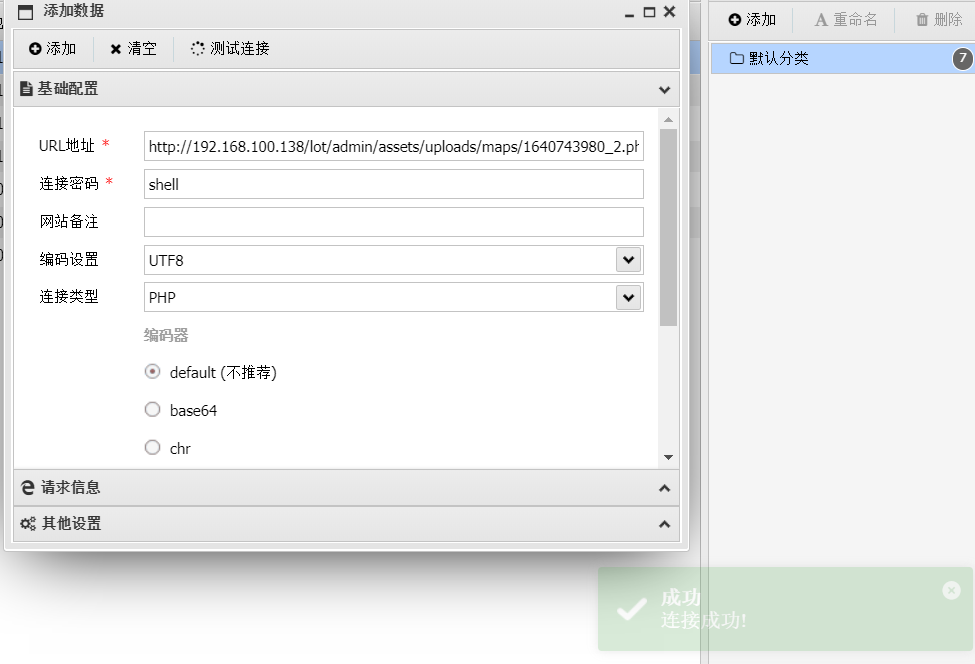 添加数据
添加 清空 测试连接
基础配置
URL地址 * http://192.168.100.138/lot/admin/assets/uploads/maps/1640743980_2.ph
连接密码 * shell
网站备注
编码设置 UTF8
连接类型 PHP
编码器
default (不推荐)
base64
chr
请求信息
其他设置
添加 重命名 删除
默认分类 7
成功
连接成功!